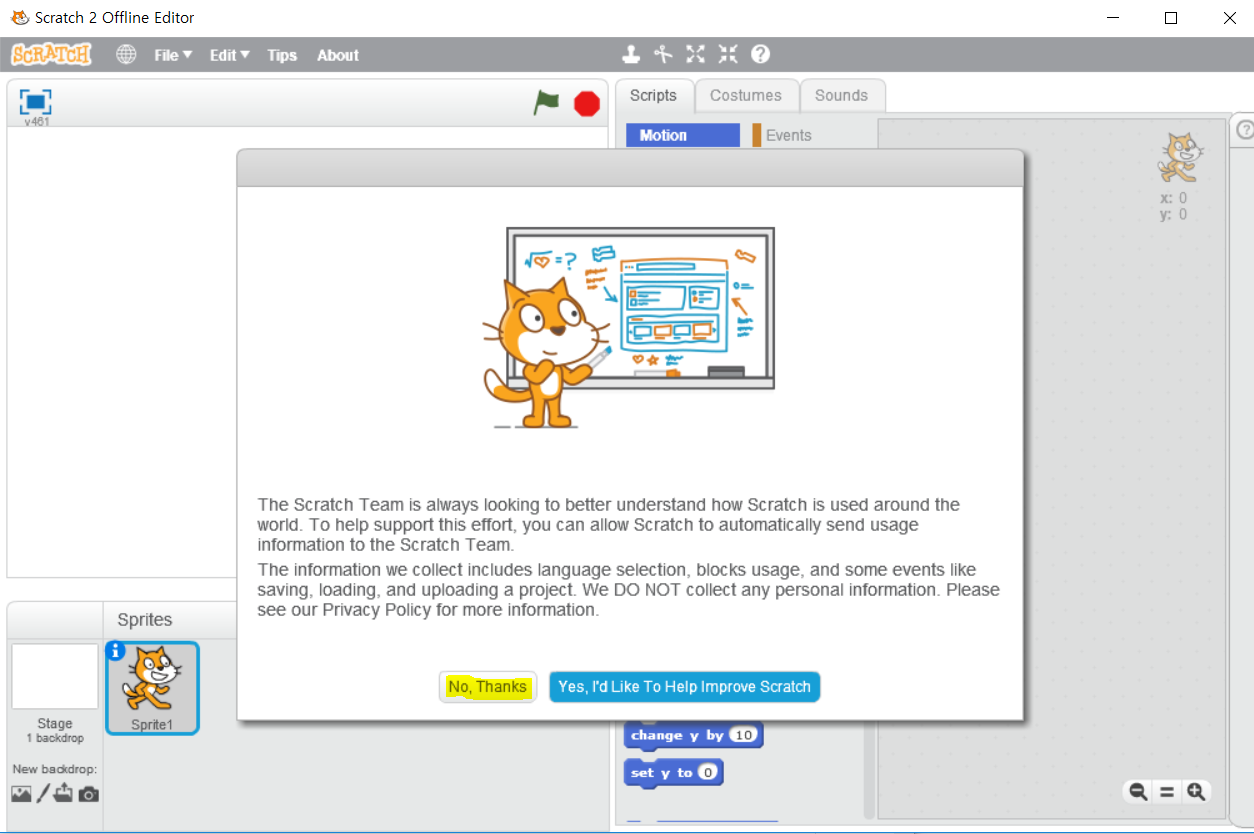 Scratch 2 Offline Editor
SCRATCH File Edit Tips About
v461
Scripts Costumes Sounds
Motion Events
x: 0
y: 0
√ = ?
The Scratch Team is always looking to better understand how Scratch is used around the
world. To help support this effort, you can allow Scratch to automatically send usage
information to the Scratch Team.
The information we collect includes language selection, blocks usage, and some events like
saving, loading, and uploading a project. We DO NOT collect any personal information. Please
see our Privacy Policy for more information.
No, Thanks Yes, I'd Like To Help Improve Scratch
Sprites
Sprite1
Stage
1 backdrop
New backdrop:
change y by 10
set y to 0